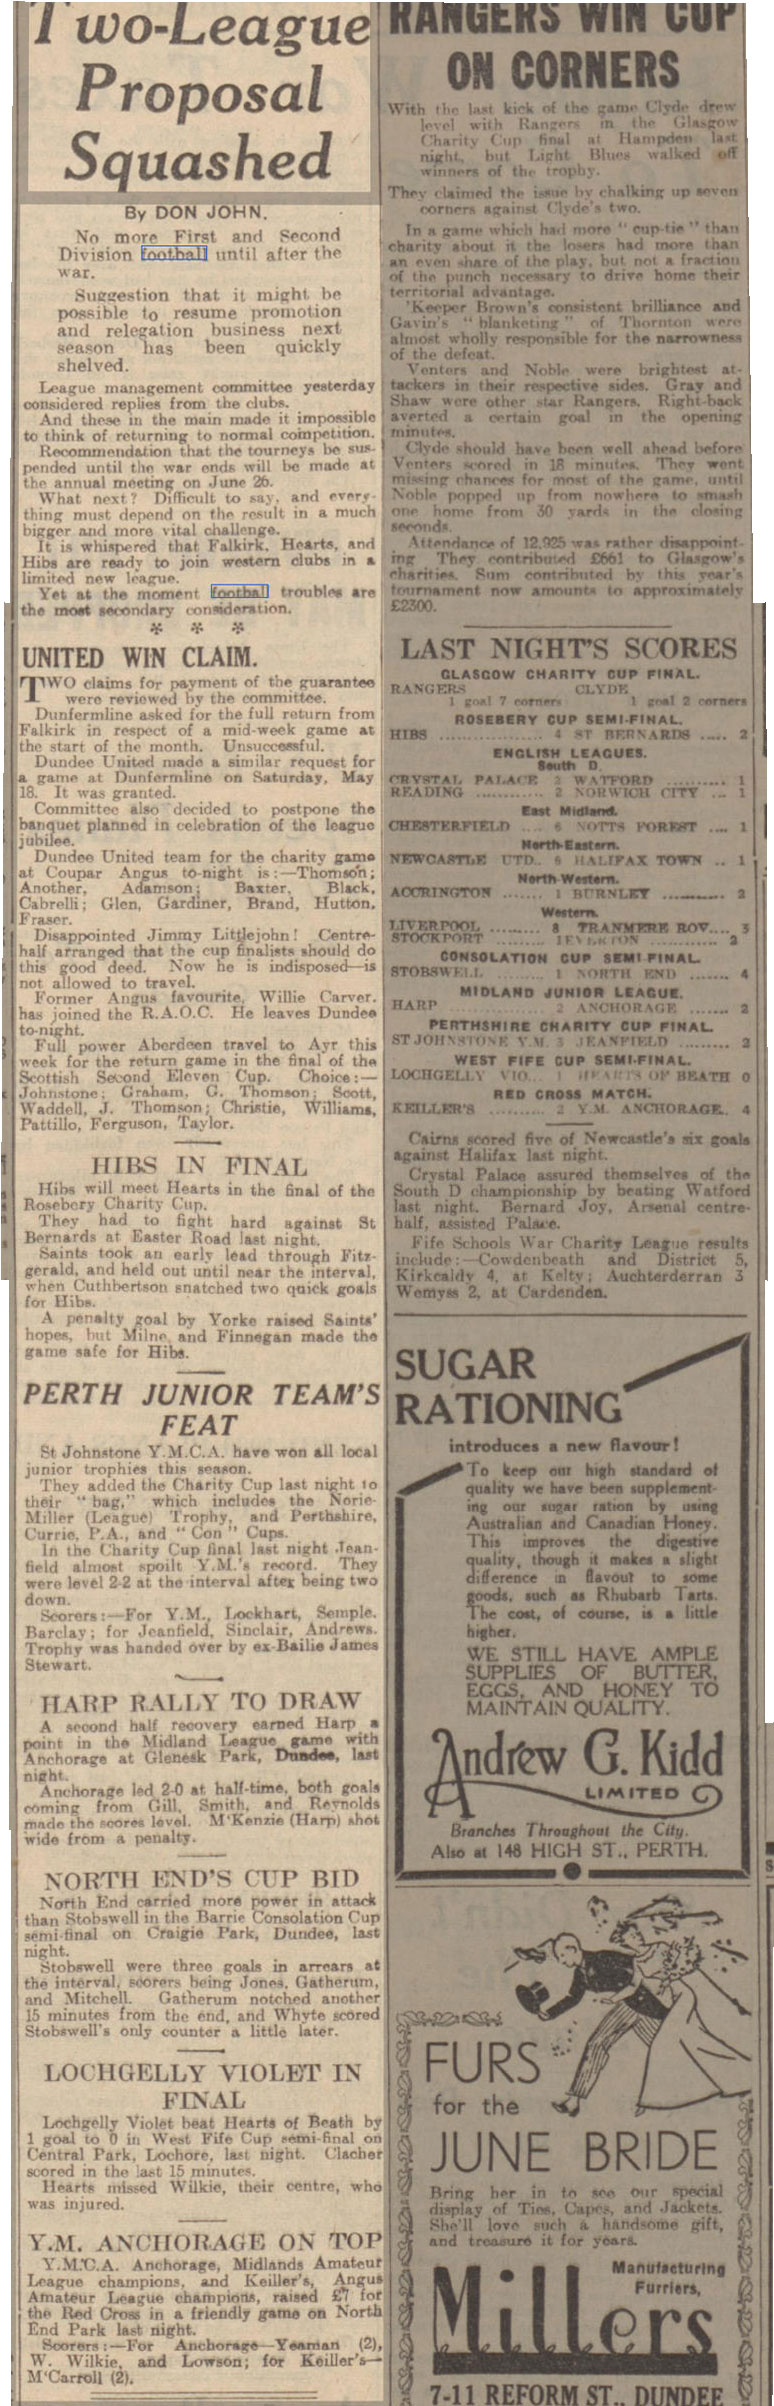 Two-League
Proposal
Squashed
By DON JOHN.
No more First and Second
Division football until after the
war.
Suggestion that it might be
possible to resume promotion
and relegation business next
season has been quickly
shelved.
League management committee yesterday
considered replies from the clubs.
And these in the main made it impossible
to think of returning to normal competition.
Recommendation that the tourneys be sus-
pended until the war ends will be made at
the annual meeting on June 26.
What next? Difficult to say, and every-
thing must depend on the result in a much
bigger and more vital challenge.
It is whispered that Falkirk, Hearts, and
Hibs are ready to join western clubs in a
limited new league.
Yet at the moment football troubles are
the most secondary consideration.
* * *
UNITED WIN CLAIM.
TWO claims for payment of the guarantee
were reviewed by the committee.
Dunfermline asked for the full return from
Falkirk in respect of a mid-week game at
the start of the month. Unsuccessful.
Dundee United made a similar request for
a game at Dunfermline on Saturday, May
18. It was granted.
Committee also decided to postpone the
banquet planned in celebration of the league
jubilee.
Dundee United team for the charity game
at Coupar Angus to-night is:—Thomson;
Another, Adamson; Baxter, Black,
Cabrelli; Glen, Gardiner, Brand, Hutton,
Fraser.
Disappointed Jimmy Littlejohn! Centre-
half arranged that the cup finalists should do
this good deed. Now he is indisposed—is
not allowed to travel.
Former Angus favourite, Willie Carver,
has joined the R.A.O.C. He leaves Dundee
to-night.
Full power Aberdeen travel to Ayr this
week for the return game in the final of the
Scottish Second Eleven Cup. Choice:—
Johnstone; Graham, G. Thomson; Scott,
Waddell, J. Thomson; Christie, Williams,
Pattillo, Ferguson, Taylor.
HIBS IN FINAL
Hibs will meet Hearts in the final of the
Rosebery Charity Cup.
They had to fight hard against St
Bernards at Easter Road last night.
Saints took an early lead through Fitz-
gerald, and held out until near the interval,
when Cuthbertson snatched two quick goals
for Hibs.
A penalty goal by Yorke raised Saints'
hopes, but Milne and Finnegan made the
game safe for Hibs.
PERTH JUNIOR TEAM'S
FEAT
St Johnstone Y.M.C.A. have won all local
junior trophies this season.
They added the Charity Cup last night to
their "bag," which includes the Norie-
Miller (League) Trophy, and Perthshire,
Currie, P.A., and "Con" Cups.
In the Charity Cup final last night Jean-
field almost spoilt Y.M.'s record. They
were level 2-2 at the interval after being two
down.
Scorers:—For Y.M., Lockhart, Semple,
Barclay; for Jeanfield, Sinclair, Andrews.
Trophy was handed over by ex-Bailie James
Stewart.
HARP RALLY TO DRAW
A second half recovery earned Harp a
point in the Midland League game with
Anchorage at Glenesk Park, Dundee, last
night.
Anchorage led 2-0 at half-time, both goals
coming from Gill, Smith, and Reynolds
made the scores level. M'Kenzie (Harp) shot
wide from a penalty.
NORTH END'S CUP BID
North End carried more power in attack
than Stobswell in the Barrie Consolation Cup
semi-final on Craigie Park, Dundee, last
night.
Stobswell were three goals in arrears at
the interval, scorers being Jones, Gatherum,
and Mitchell. Gatherum notched another
15 minutes from the end, and Whyte scored
Stobswell's only counter a little later.
LOCHGELLY VIOLET IN
FINAL
Lochgelly Violet beat Hearts of Beath by
1 goal to 0 in West Fife Cup semi-final on
Central Park, Lochore, last night. Clacher
scored in the last 15 minutes.
Hearts missed Wilkie, their centre, who
was injured.
Y.M. ANCHORAGE ON TOP
Y.M.C.A. Anchorage, Midlands Amateur
League champions, and Keiller's, Angus
Amateur League champions, raised £7 for
the Red Cross in a friendly game on North
End Park last night.
Scorers:—For Anchorage—Yeaman (2),
W. Wilkie, and Lowson; for Keiller's—
M'Carroll (2).
RANGERS WIN CUP
ON CORNERS
With the last kick of the game Clyde drew
level with Rangers in the Glasgow
Charity Cup final at Hampden last
night, but Light Blues walked off
winners of the trophy.
They claimed the issue by chalking up seven
corners against Clyde's two.
In a game which had more "cup-tie" than
charity about it the losers had more than
an even share of the play, but not a fraction
of the punch necessary to drive home their
territorial advantage.
'Keeper Brown's consistent brilliance and
Gavin's "blanketing" of Thornton were
almost wholly responsible for the narrowness
of the defeat.
Venters and Noble were brightest at-
tackers in their respective sides. Gray and
Shaw were other star Rangers. Right-back
averted a certain goal in the opening
minutes.
Clyde should have been well ahead before
Venters scored in 18 minutes. They went
missing chances for most of the game, until
Noble popped up from nowhere to smash
one home from 30 yards in the closing
seconds.
Attendance of 12,925 was rather disappoint-
ing They contributed £661 to Glasgow's
charities. Sum contributed by this year's
tournament now amounts to approximately
£2300.
LAST NIGHT'S SCORES
GLASGOW CHARITY CUP FINAL.
RANGERS CLYDE
1 goal 7 corners 1 goal 2 corners
ROSEBERY CUP SEMI-FINAL.
HIBS ................ 4 ST BERNARDS ..... 2
ENGLISH LEAGUES.
South D.
CRYSTAL PALACE 3 WATFORD .......... 1
READING ............ 2 NORWICH CITY ... 1
East Midland.
CHESTERFIELD .... 6 NOTTS FOREST .... 1
North-Eastern.
NEWCASTLE UTD.. 6 HALIFAX TOWN .. 1
North-Western.
ACCRINGTON ....... 1 BURNLEY ........... 2
Western.
LIVERPOOL ......... 8 TRANMERE ROV.... 3
STOCKPORT ........ 1 EVERTON ............ 2
CONSOLATION CUP SEMI-FINAL.
STOBSWELL ........ 1 NORTH END ....... 4
MIDLAND JUNIOR LEAGUE.
HARP ................ 2 ANCHORAGE ....... 2
PERTHSHIRE CHARITY CUP FINAL.
ST JOHNSTONE Y.M. 3 JEANFIELD ......... 2
WEST FIFE CUP SEMI-FINAL.
LOCHGELLY VIO... 1 HEARTS OF BEATH 0
RED CROSS MATCH.
KEILLER'S .......... 2 Y.M. ANCHORAGE.. 4
Cairns scored five of Newcastle's six goals
against Halifax last night.
Crystal Palace assured themselves of the
South D championship by beating Watford
last night. Bernard Joy, Arsenal centre-
half, assisted Palace.
Fife Schools War Charity League results
include:—Cowdenbeath and District 5,
Kirkcaldy 4, at Kelty; Auchterderran 3
Wemyss 2, at Cardenden.
SUGAR
RATIONING
introduces a new flavour!
To keep our high standard of
quality we have been supplement-
ing our sugar ration by using
Australian and Canadian Honey.
This improves the digestive
quality, though it makes a slight
difference in flavout to some
goods, such as Rhubarb Tarts.
The cost, of course, is a little
higher.
WE STILL HAVE AMPLE
SUPPLIES OF BUTTER,
EGGS, AND HONEY TO
MAINTAIN QUALITY.
Andrew G. Kidd
LIMITED
Branches Throughout the City.
Also at 148 HIGH ST., PERTH.
FURS
for the
JUNE BRIDE
Bring her in to see our special
display of Ties, Capes, and Jackets.
She'll love such a handsome gift,
and treasure it for years.
Manufacturing
Furriers,
Millers
7-11 REFORM ST., DUNDEE